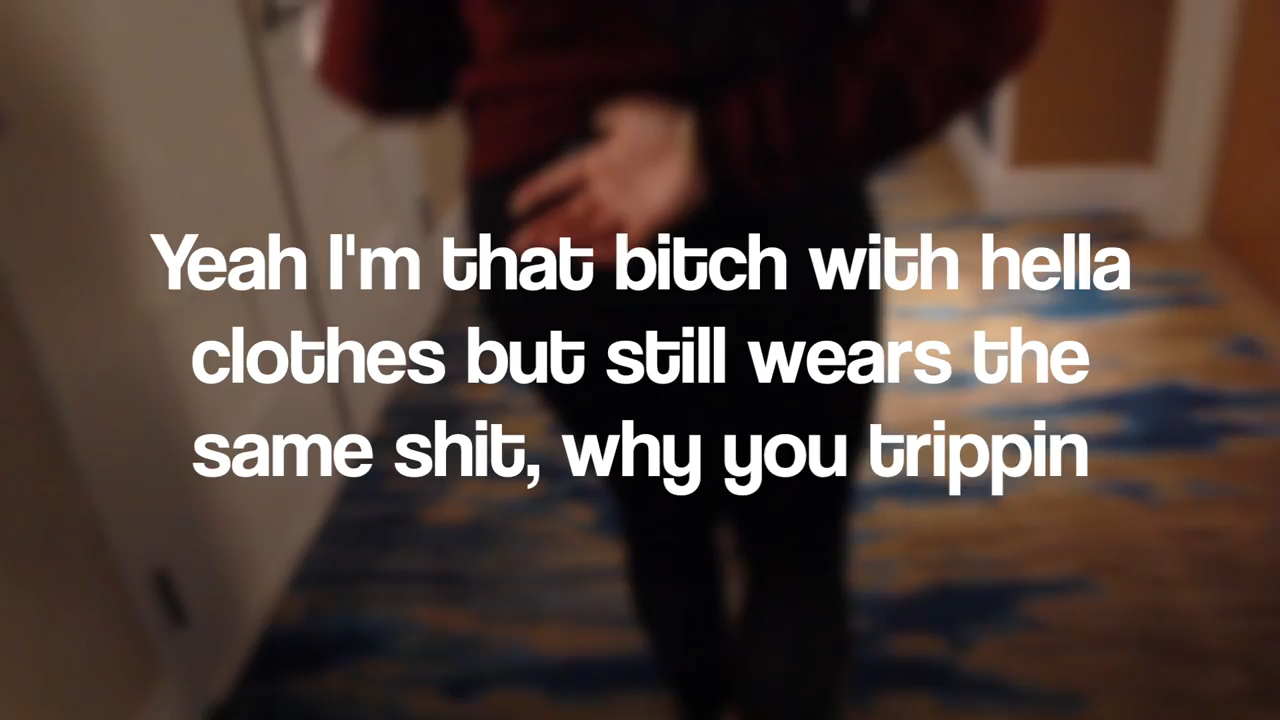 Yeah I'm that bitch with hella
clothes but still wears the
same shit, why you trippin